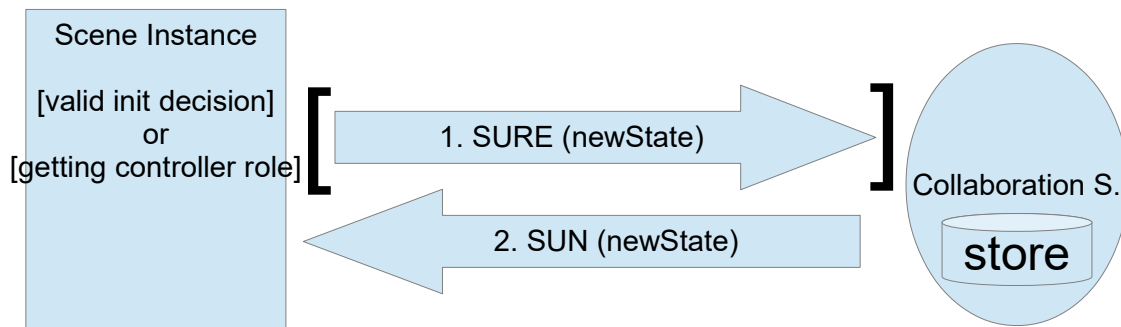 Scene Instance
[valid init decision]
or
[getting controller role]
[
1. SURE (newState)
]
2. SUN (newState)
Collaboration S.
store